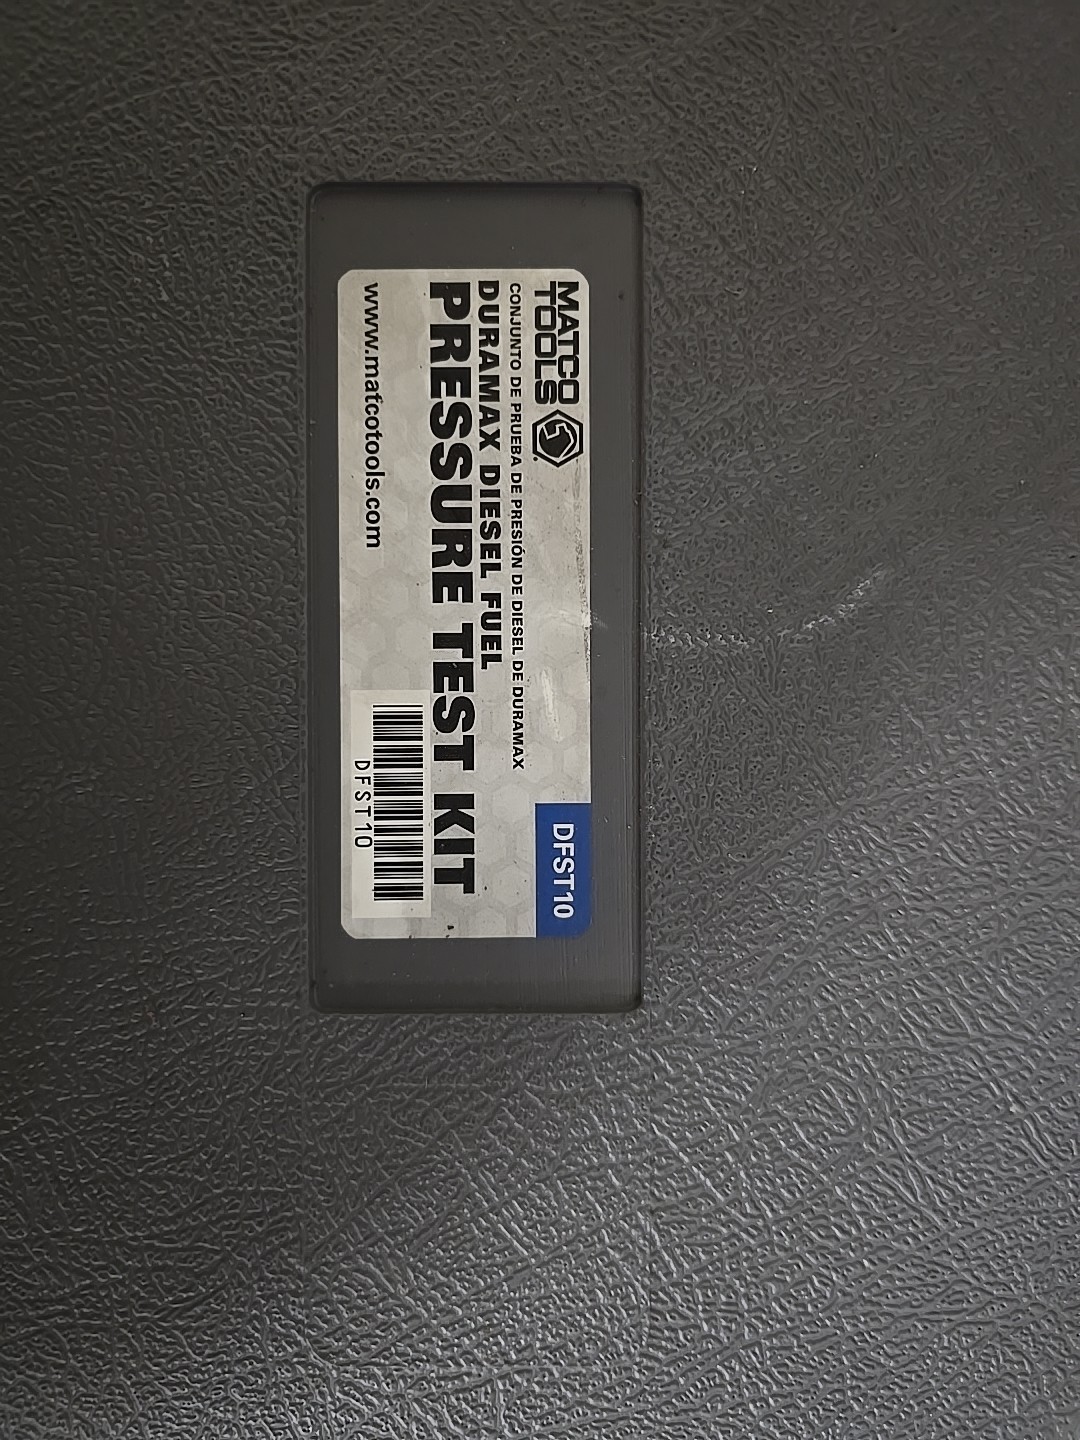 MATCO
TOOLS
DFST10
CONJUNTO DE PRUEBA DE PRESIÓN DE DIESEL DE DURAMAX
DURAMAX DIESEL FUEL
PRESSURE TEST KIT
www.matcotools.com
DFST10